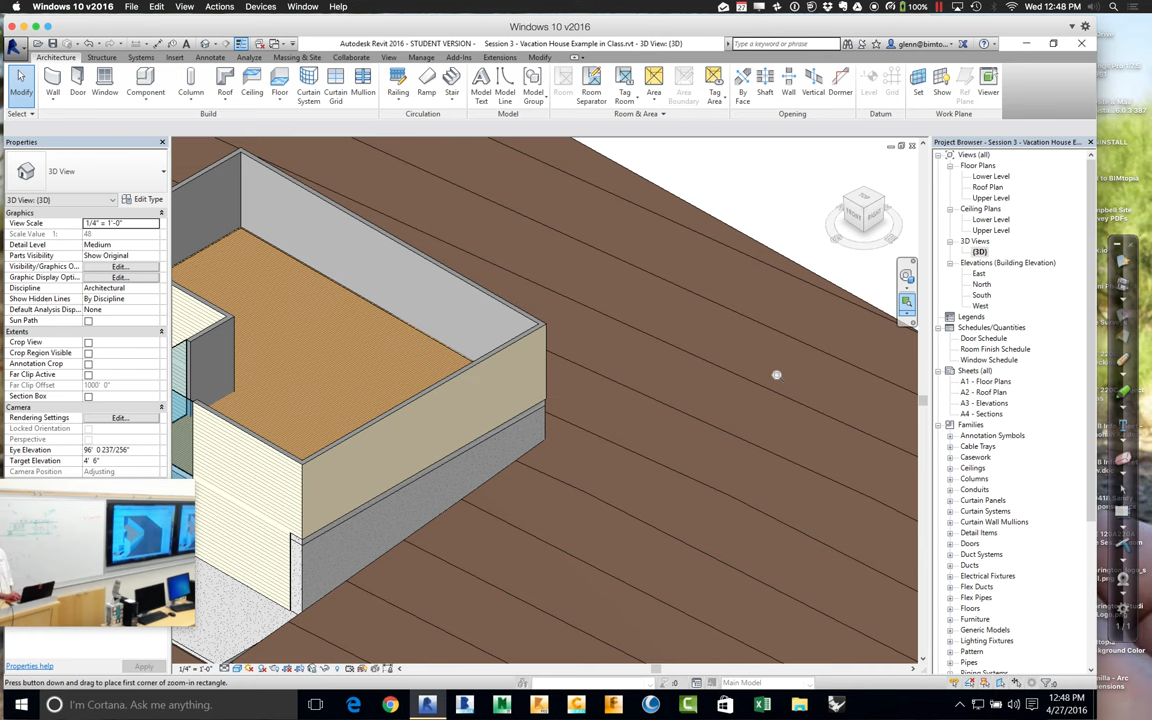 Windows 10 v2016 File Edit View Actions Devices Window Help
100% Wed 12:48 PM
Windows 10 v2016
Autodesk Revit 2016 - STUDENT VERSION - Session 3 - Vacation House Example in Class.rvt - 3D View: {3D}
Type a keyword or phrase
glenn@bimto...
Architecture Structure Systems Insert Annotate Analyze Massing & Site Collaborate View Manage Add-Ins Extensions Modify
Modify Wall Door Window Component Column Roof Ceiling Floor Curtain System Curtain Grid Mullion Railing Ramp Stair Model Text Model Line Model Group Room Room Separator Tag Room Area Area Boundary Tag Area By Face Shaft Wall Vertical Dormer Level Grid Set Show Ref Plane Viewer
Select Build Circulation Model Room & Area Opening Datum Work Plane
Properties
3D View
3D View: {3D} Edit Type
Graphics
View Scale 1/4" = 1'-0"
Scale Value 1: 48
Detail Level Medium
Parts Visibility Show Original
Visibility/Graphics O... Edit...
Graphic Display Opti... Edit...
Discipline Architectural
Show Hidden Lines By Discipline
Default Analysis Disp... None
Sun Path
Extents
Crop View
Crop Region Visible
Annotation Crop
Far Clip Active
Far Clip Offset 1000' 0"
Section Box
Camera
Rendering Settings Edit...
Locked Orientation
Perspective
Eye Elevation 96' 0 237/256"
Target Elevation 4' 6"
Camera Position Adjusting
Properties help Apply
TOP
FRONT RIGHT
Project Browser - Session 3 - Vacation House E...
Views (all)
Floor Plans
Lower Level
Roof Plan
Upper Level
Ceiling Plans
Lower Level
Upper Level
3D Views
{3D}
Elevations (Building Elevation)
East
North
South
West
Legends
Schedules/Quantities
Door Schedule
Room Finish Schedule
Window Schedule
Sheets (all)
A1 - Floor Plans
A2 - Roof Plan
A3 - Elevations
A4 - Sections
Families
Annotation Symbols
Cable Trays
Casework
Ceilings
Columns
Conduits
Curtain Panels
Curtain Systems
Curtain Wall Mullions
Detail Items
Doors
Duct Systems
Ducts
Electrical Fixtures
Flex Ducts
Flex Pipes
Floors
Furniture
Generic Models
Lighting Fixtures
Pattern
Pipes
1/4" = 1'-0"
Press button down and drag to place first corner of zoom-in rectangle.
:0 Main Model :0
1/1
I'm Cortana. Ask me anything.
12:48 PM
4/27/2016